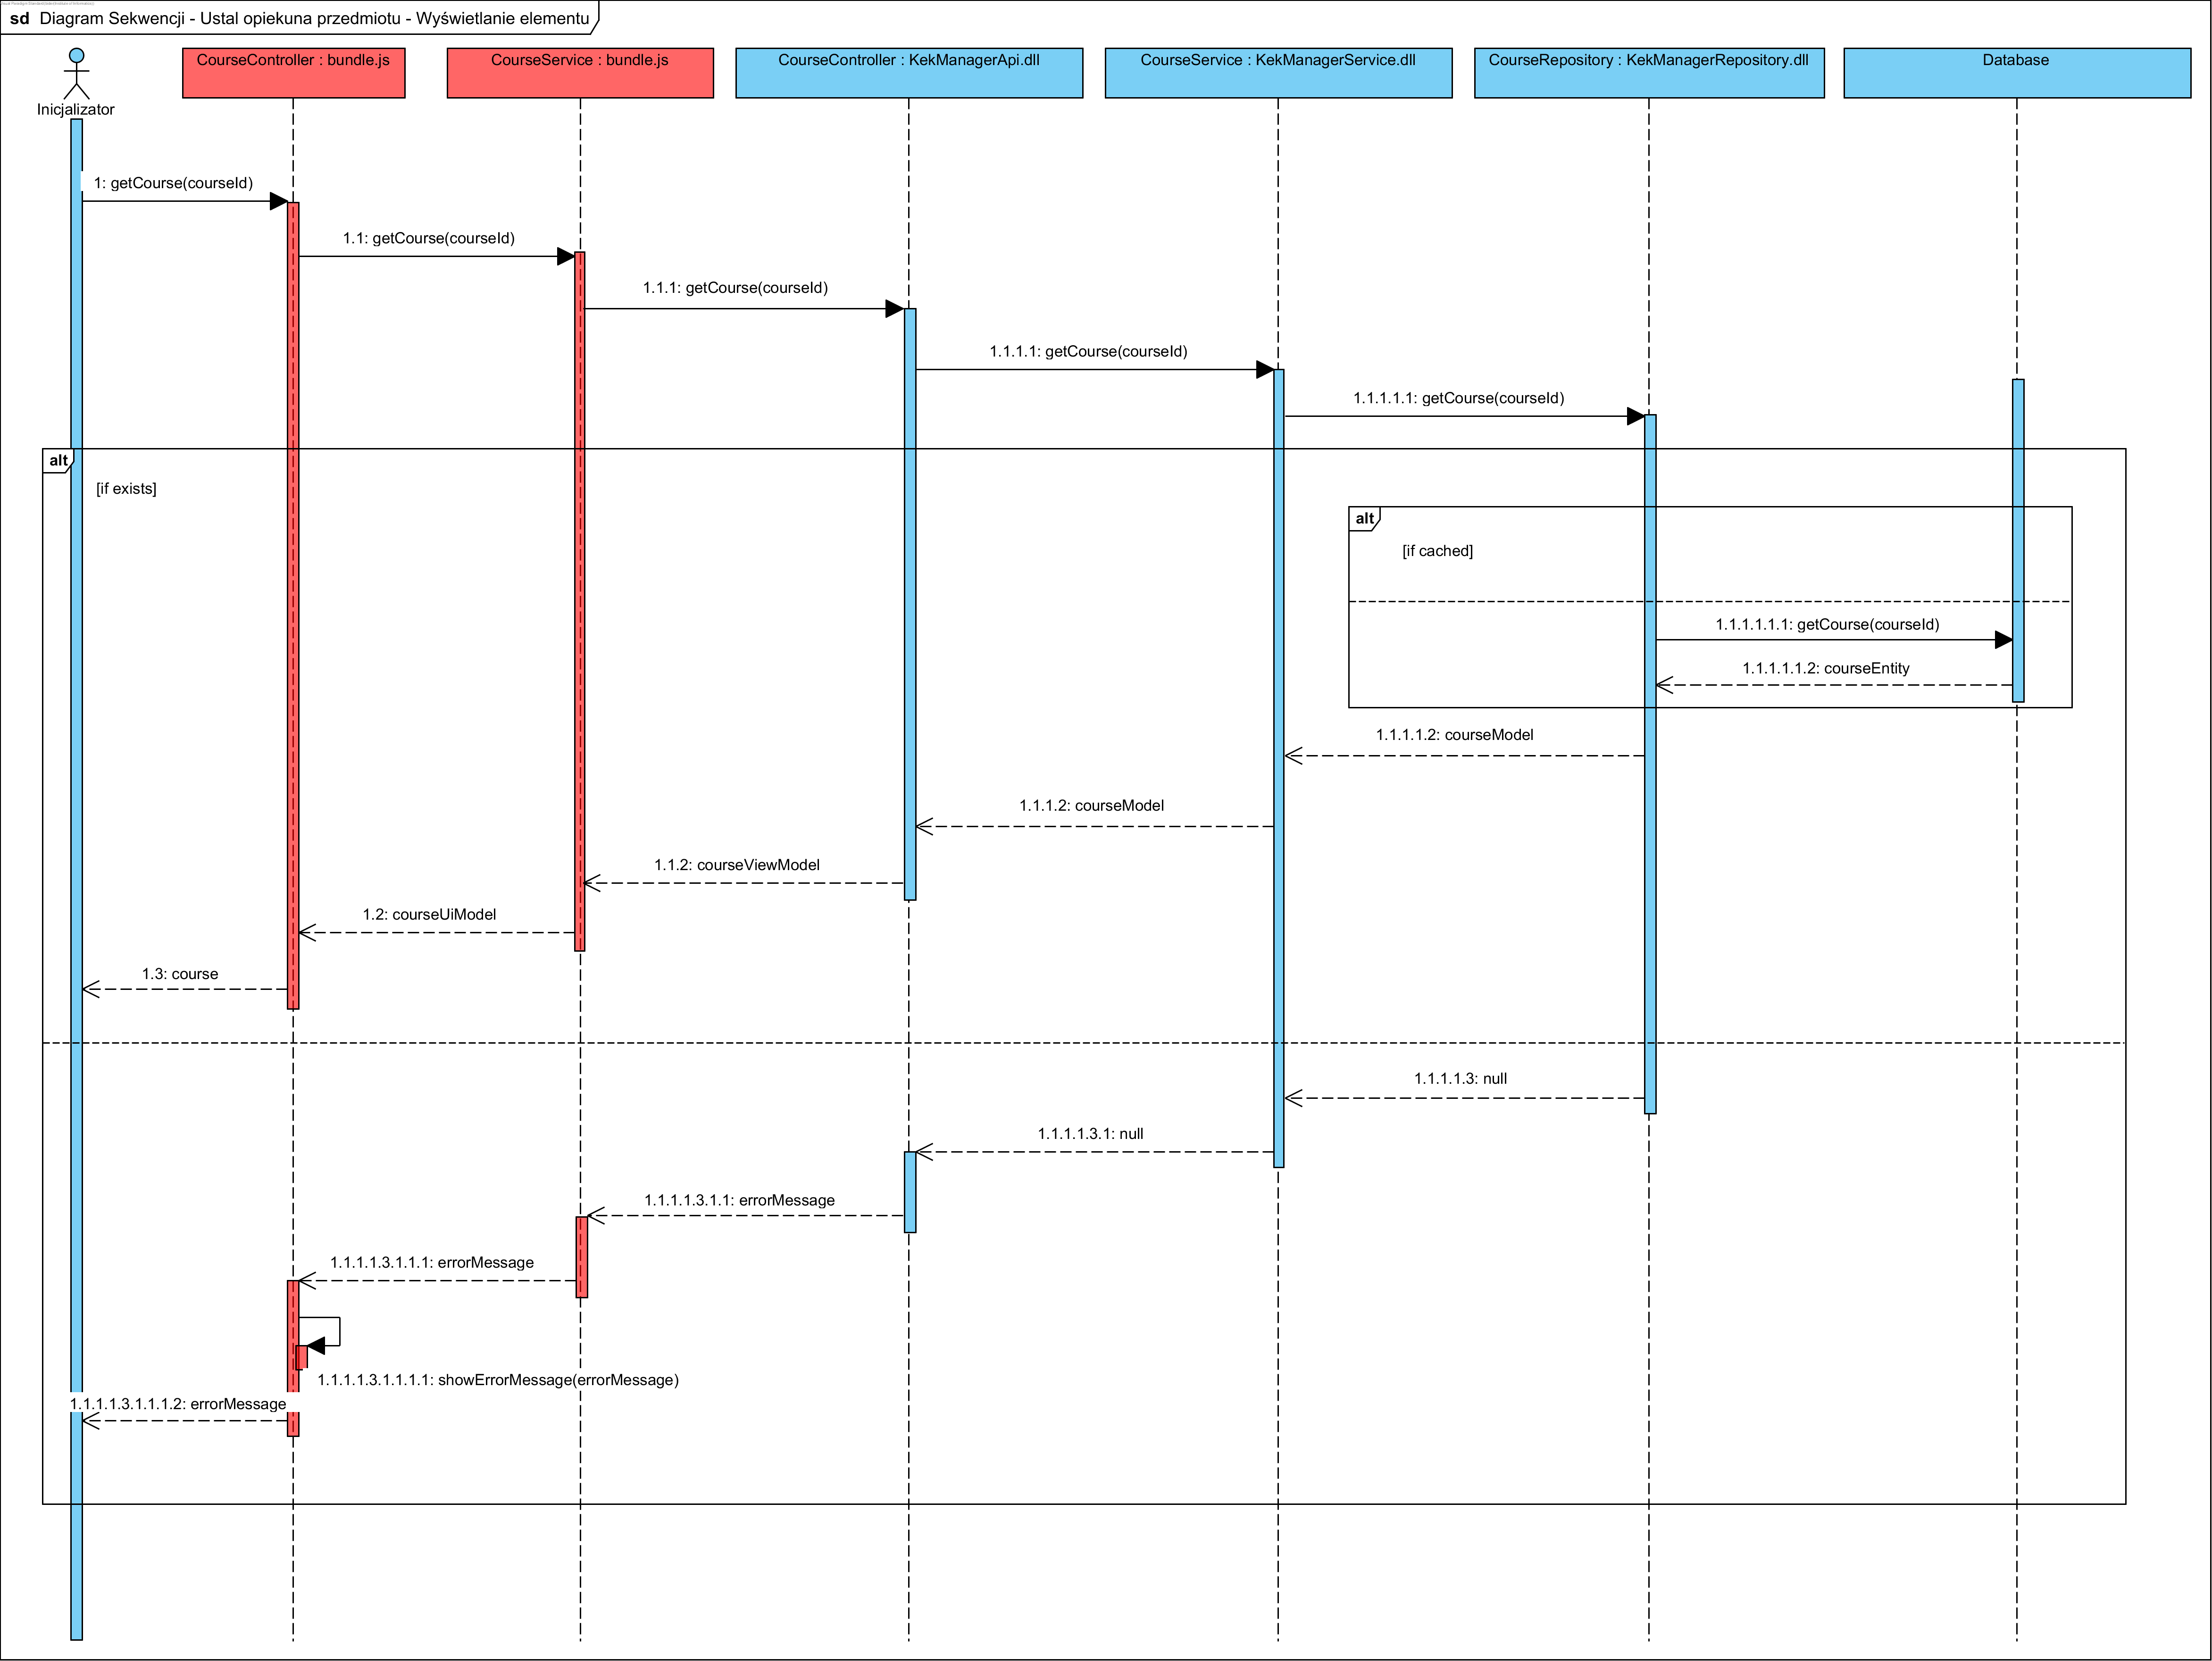 sd Diagram Sekwencji - Ustal opiekuna przedmiotu - Wyświetlanie elementu
Inicjalizator
CourseController : bundle.js
CourseService : bundle.js
CourseController : KekManagerApi.dll
CourseService : KekManagerService.dll
CourseRepository : KekManagerRepository.dll
Database
1: getCourse(courseId)
1.1: getCourse(courseId)
1.1.1: getCourse(courseId)
1.1.1.1: getCourse(courseId)
1.1.1.1.1: getCourse(courseId)
alt
[if exists]
alt
[if cached]
1.1.1.1.1.1: getCourse(courseId)
1.1.1.1.1.2: courseEntity
1.1.1.1.2: courseModel
1.1.1.2: courseModel
1.1.2: courseViewModel
1.2: courseUiModel
1.3: course
1.1.1.1.3: null
1.1.1.1.3.1: null
1.1.1.1.3.1.1: errorMessage
1.1.1.1.3.1.1.1: errorMessage
1.1.1.1.3.1.1.1.1: showErrorMessage(errorMessage)
1.1.1.1.3.1.1.1.2: errorMessage